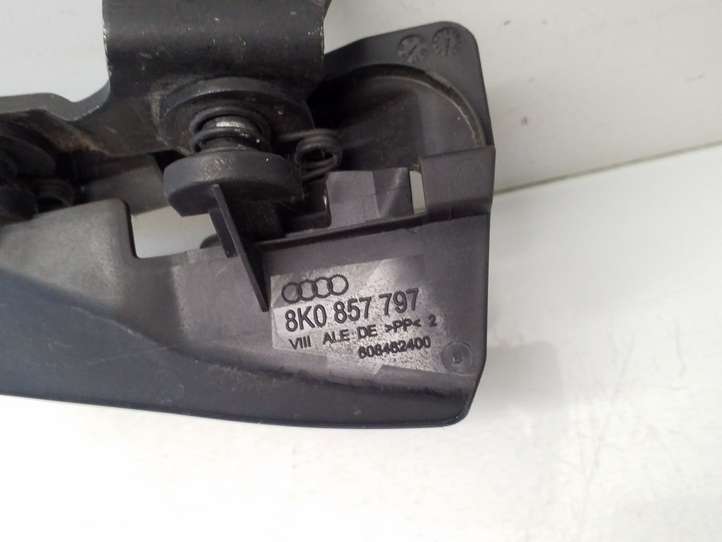 8K0 857 797
VIII ALE DE >PP< 2
608462400